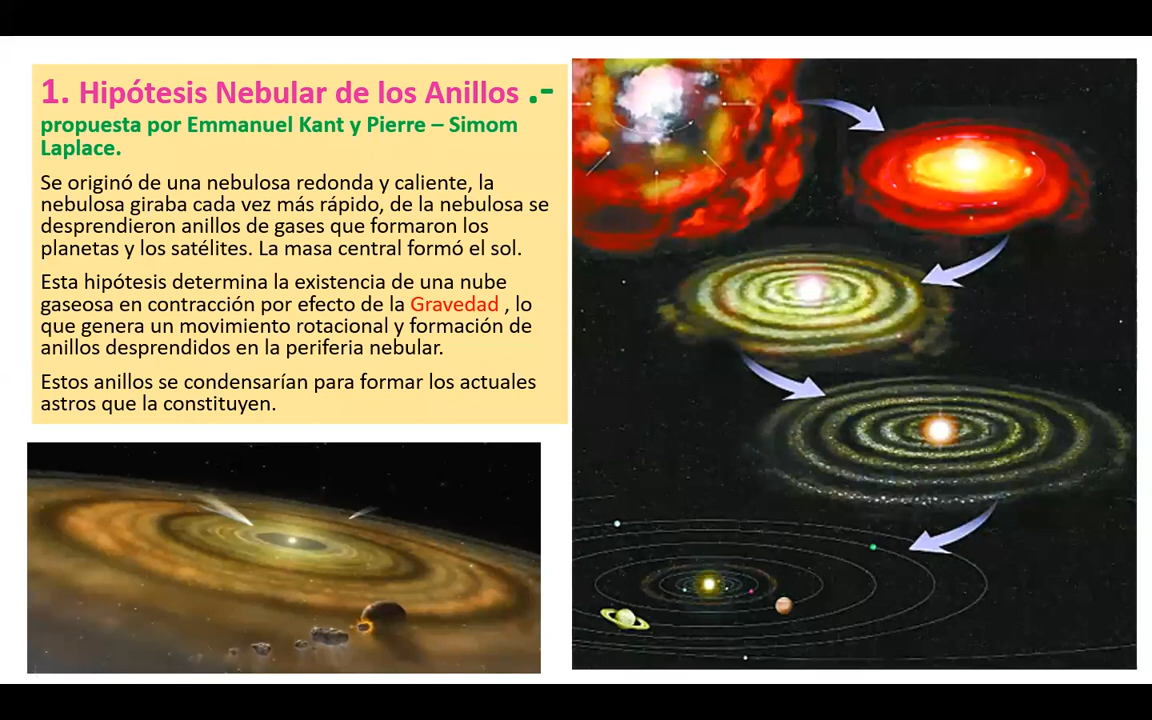 1. Hipótesis Nebular de los Anillos .-
propuesta por Emmanuel Kant y Pierre – Simom
Laplace.
Se originó de una nebulosa redonda y caliente, la
nebulosa giraba cada vez más rápido, de la nebulosa se
desprendieron anillos de gases que formaron los
planetas y los satélites. La masa central formó el sol.
Esta hipótesis determina la existencia de una nube
gaseosa en contracción por efecto de la Gravedad , lo
que genera un movimiento rotacional y formación de
anillos desprendidos en la periferia nebular.
Estos anillos se condensarían para formar los actuales
astros que la constituyen.